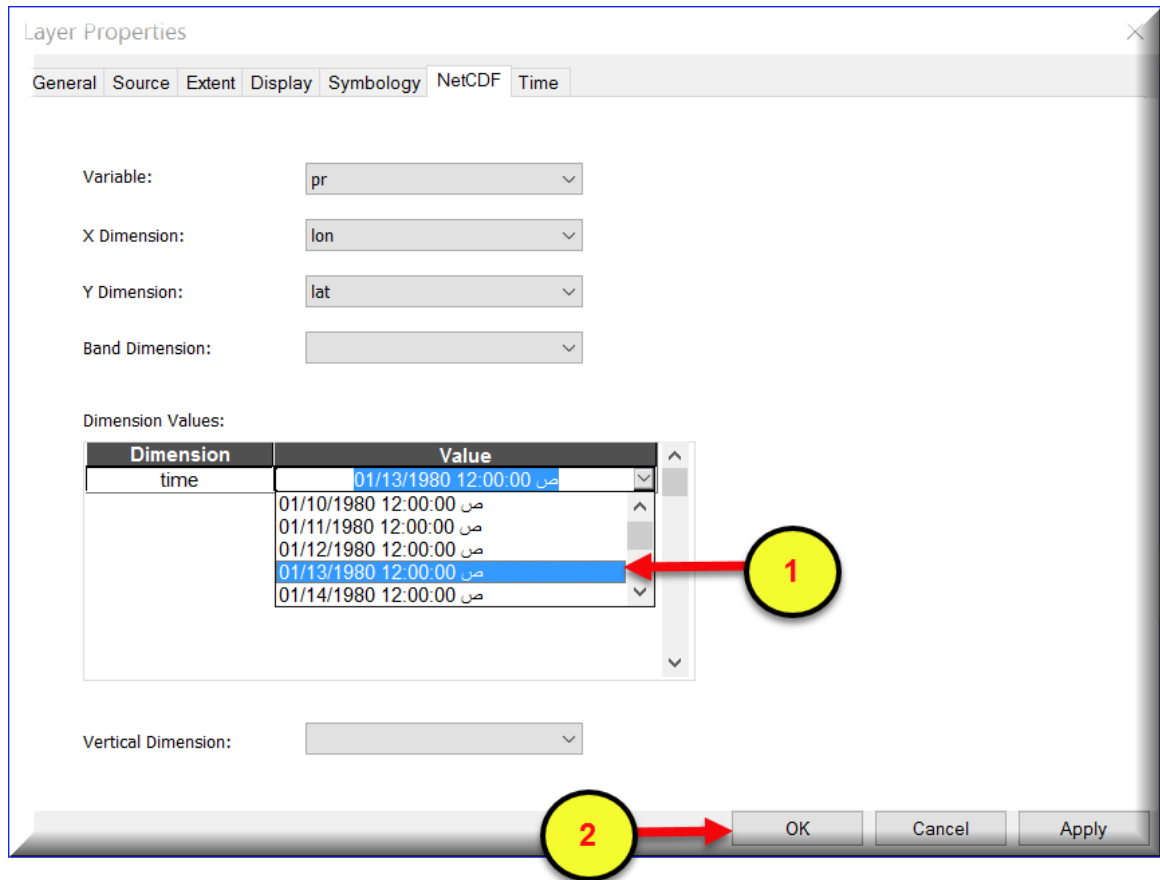 Layer Properties
General Source Extent Display Symbology NetCDF Time
Variable: pr
X Dimension: lon
Y Dimension: lat
Band Dimension:
Dimension Values:
Dimension Value
time 01/13/1980 12:00:00 ص
01/10/1980 12:00:00 ص
01/11/1980 12:00:00 ص
01/12/1980 12:00:00 ص
01/13/1980 12:00:00 ص
1
01/14/1980 12:00:00 ص
Vertical Dimension:
2 OK Cancel Apply